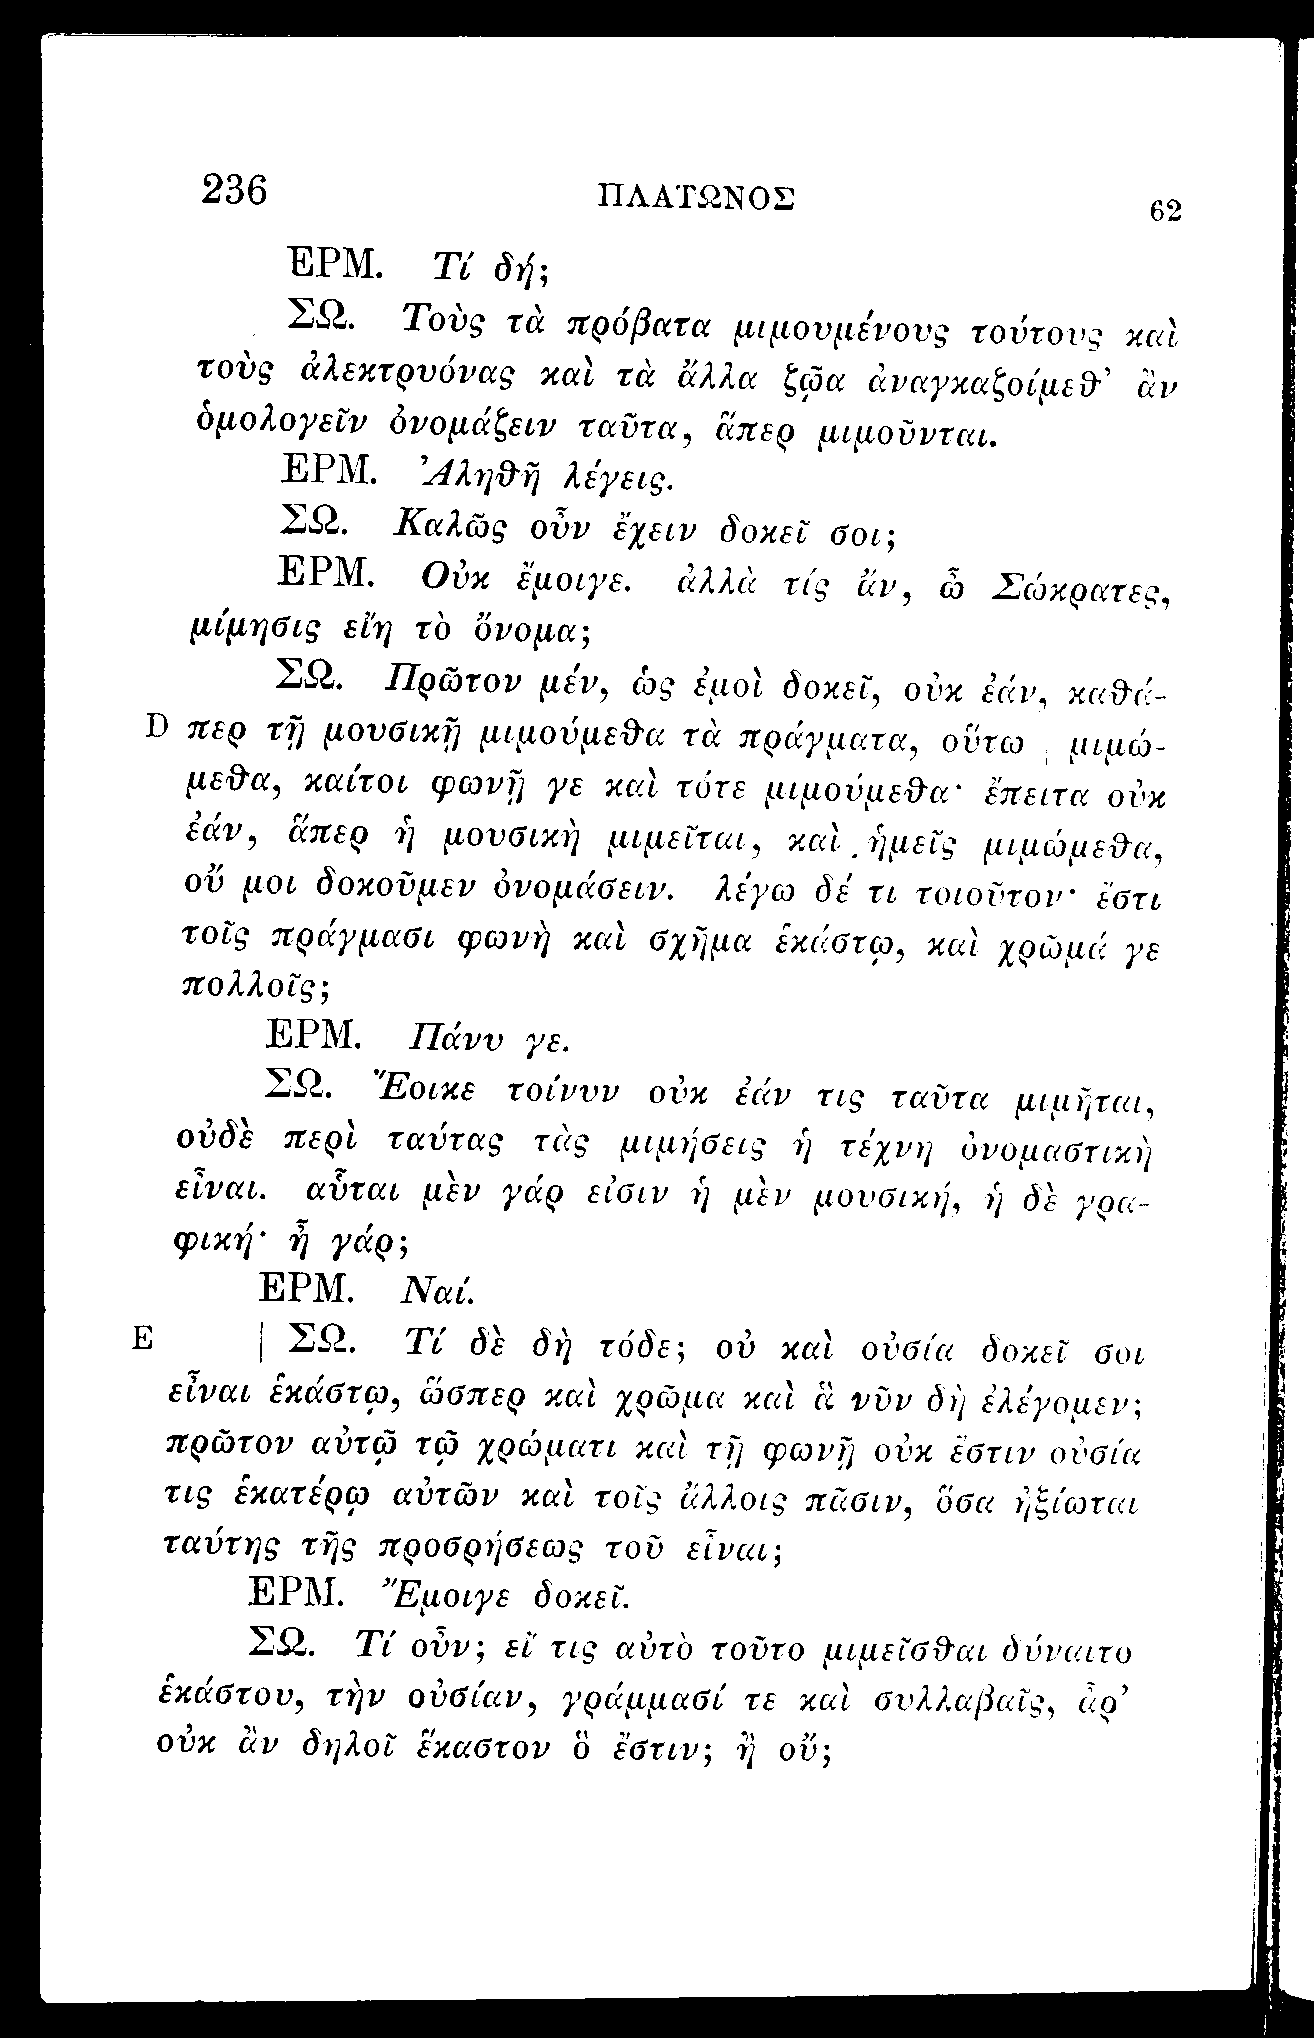 236 ΠΛΑΤΩΝΟΣ 62
ΕΡΜ. Τί δή;
ΣΩ. Τοὺς τὰ πρόβατα μιμουμένους τούτους καὶ
τοὺς ἀλεκτρυόνας καὶ τὰ ἄλλα ζῷα ἀναγκαζοίμεθ’ ἂν
ὁμολογεῖν ὀνομάζειν ταῦτα, ἅπερ μιμοῦνται.
ΕΡΜ. Ἀληθῆ λέγεις.
ΣΩ. Καλῶς οὖν ἔχειν δοκεῖ σοι;
ΕΡΜ. Οὐκ ἔμοιγε. ἀλλὰ τίς ἄν, ὦ Σώκρατες,
μίμησις εἴη τὸ ὄνομα;
ΣΩ. Πρῶτον μέν, ὡς ἐμοὶ δοκεῖ, οὐκ ἐάν, καθά-
D περ τῇ μουσικῇ μιμούμεθα τὰ πράγματα, οὕτω | μιμώ-
μεθα, καίτοι φωνῇ γε καὶ τότε μιμούμεθα· ἔπειτα οὐκ
ἐάν, ἅπερ ἡ μουσικὴ μιμεῖται, καὶ ἡμεῖς μιμώμεθα,
οὔ μοι δοκοῦμεν ὀνομάσειν. λέγω δέ τι τοιοῦτον· ἔστι
τοῖς πράγμασι φωνὴ καὶ σχῆμα ἑκάστῳ, καὶ χρῶμά γε
πολλοῖς;
ΕΡΜ. Πάνυ γε.
ΣΩ. Ἔοικε τοίνυν οὐκ ἐάν τις ταῦτα μιμῆται,
οὐδὲ περὶ ταύτας τὰς μιμήσεις ἡ τέχνη ὀνομαστικὴ
εἶναι. αὗται μὲν γάρ εἰσιν ἡ μὲν μουσική, ἡ δὲ γρα-
φική· ἦ γάρ;
ΕΡΜ. Ναί.
E | ΣΩ. Τί δὲ δὴ τόδε; οὐ καὶ οὐσία δοκεῖ σοι
εἶναι ἑκάστῳ, ὥσπερ καὶ χρῶμα καὶ ἃ νῦν δὴ ἐλέγομεν;
πρῶτον αὐτῷ τῷ χρώματι καὶ τῇ φωνῇ οὐκ ἔστιν οὐσία
τις ἑκατέρῳ αὐτῶν καὶ τοῖς ἄλλοις πᾶσιν, ὅσα ἠξίωται
ταύτης τῆς προσρήσεως τοῦ εἶναι;
ΕΡΜ. Ἔμοιγε δοκεῖ.
ΣΩ. Τί οὖν; εἴ τις αὐτὸ τοῦτο μιμεῖσθαι δύναιτο
ἑκάστου, τὴν οὐσίαν, γράμμασί τε καὶ συλλαβαῖς, ἆρ’
οὐκ ἂν δηλοῖ ἕκαστον ὃ ἔστιν; ἢ οὔ;